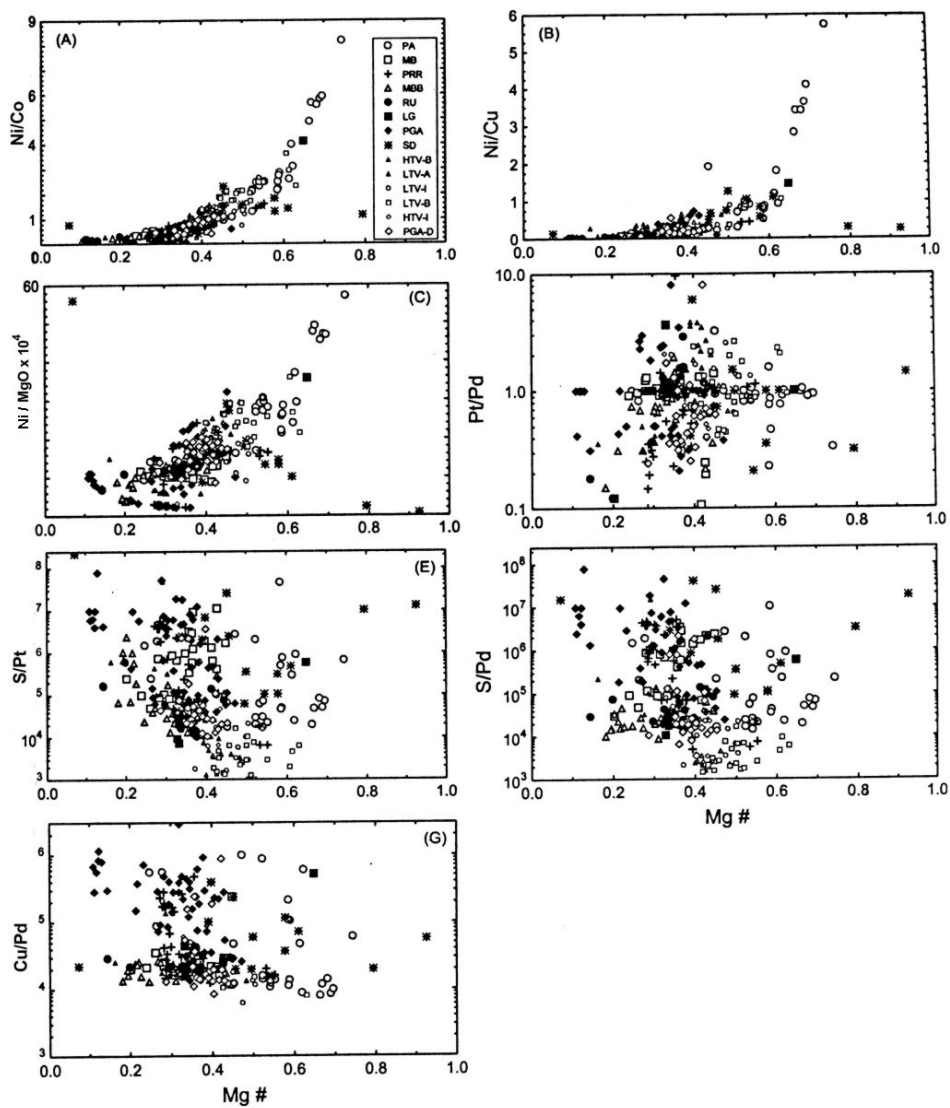 (A)
Ni/Co
9
6
4
1
0
0.0 0.2 0.4 0.6 0.8 1.0
PA
MB
PRR
MBB
RU
LG
PGA
SD
HTV-B
LTV-A
LTV-I
LTV-B
HTV-I
PGA-D
(B)
Ni/Cu
6
5
4
3
2
1
0
0.0 0.2 0.4 0.6 0.8 1.0
(C)
Ni / MgO x 10⁴
60
0.0 0.2 0.4 0.6 0.8 1.0
Pt/Pd
10.0
1.0
0.1
0.0 0.2 0.4 0.6 0.8 1.0
(E)
S/Pt
8
7
6
5
10⁴
3
0.0 0.2 0.4 0.6 0.8 1.0
S/Pd
10⁸
10⁷
10⁶
10⁵
10⁴
10³
0.0 0.2 0.4 0.6 0.8 1.0
Mg #
(G)
Cu/Pd
6
5
4
3
0.0 0.2 0.4 0.6 0.8 1.0
Mg #